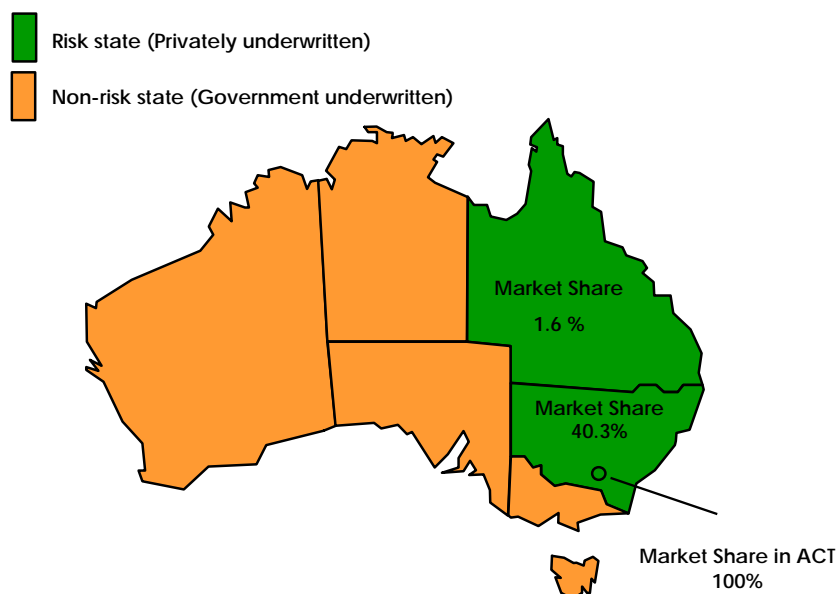 Risk state (Privately underwritten)
Non-risk state (Government underwritten)
Market Share
1.6 %
Market Share
40.3%
Market Share in ACT
100%